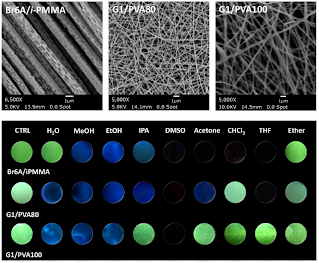 Br6A/i-PMMA
G1/PVA80
G1/PVA100
6,500X 1μm
5.0KV 13.9mm 0.0 Spot
5,000X 1μm
5.0KV 14.1mm 0.0 Spot
5,000X 1μm
10.0KV 14.5mm 0.0 Spot
CTRL H₂O MeOH EtOH IPA DMSO Acetone CHCl₃ THF Ether
Br6A/iPMMA
G1/PVA80
G1/PVA100